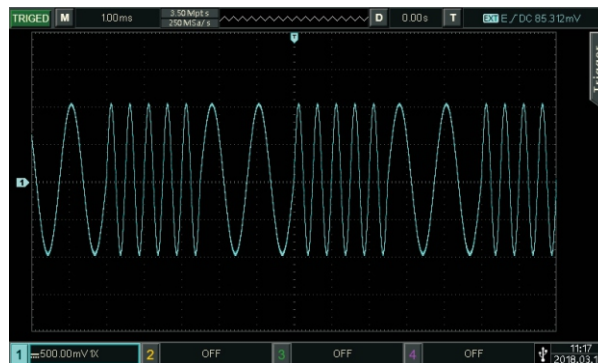 TRIGED M 1.00ms 3.50Mpts 250MSa/s D 0.00s T EXT E DC 85.312mV
T
Trigger
1
1 500.00mV 1X 2 OFF 3 OFF 4 OFF 11:17
2018.03.1